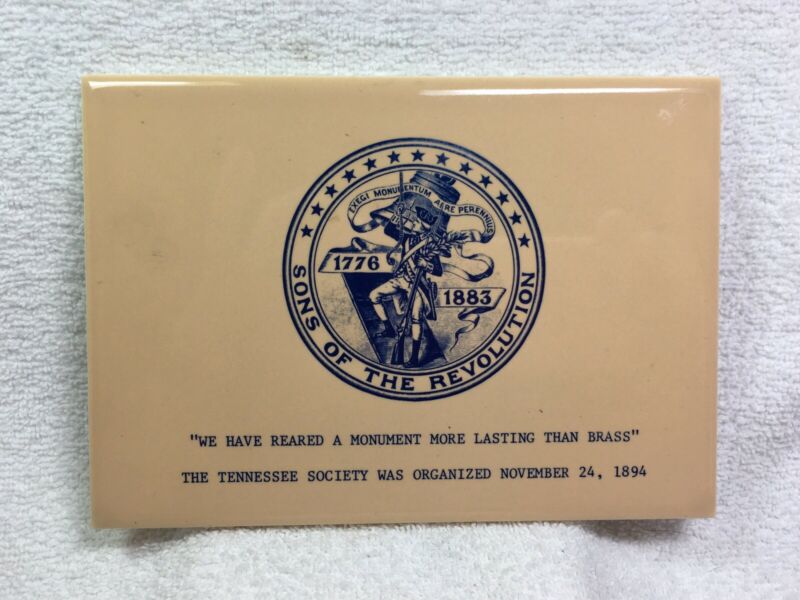 EXEGI MONUMENTUM AERE PERENNIUS
1776
1883
SONS OF THE REVOLUTION
"WE HAVE REARED A MONUMENT MORE LASTING THAN BRASS"
THE TENNESSEE SOCIETY WAS ORGANIZED NOVEMBER 24, 1894